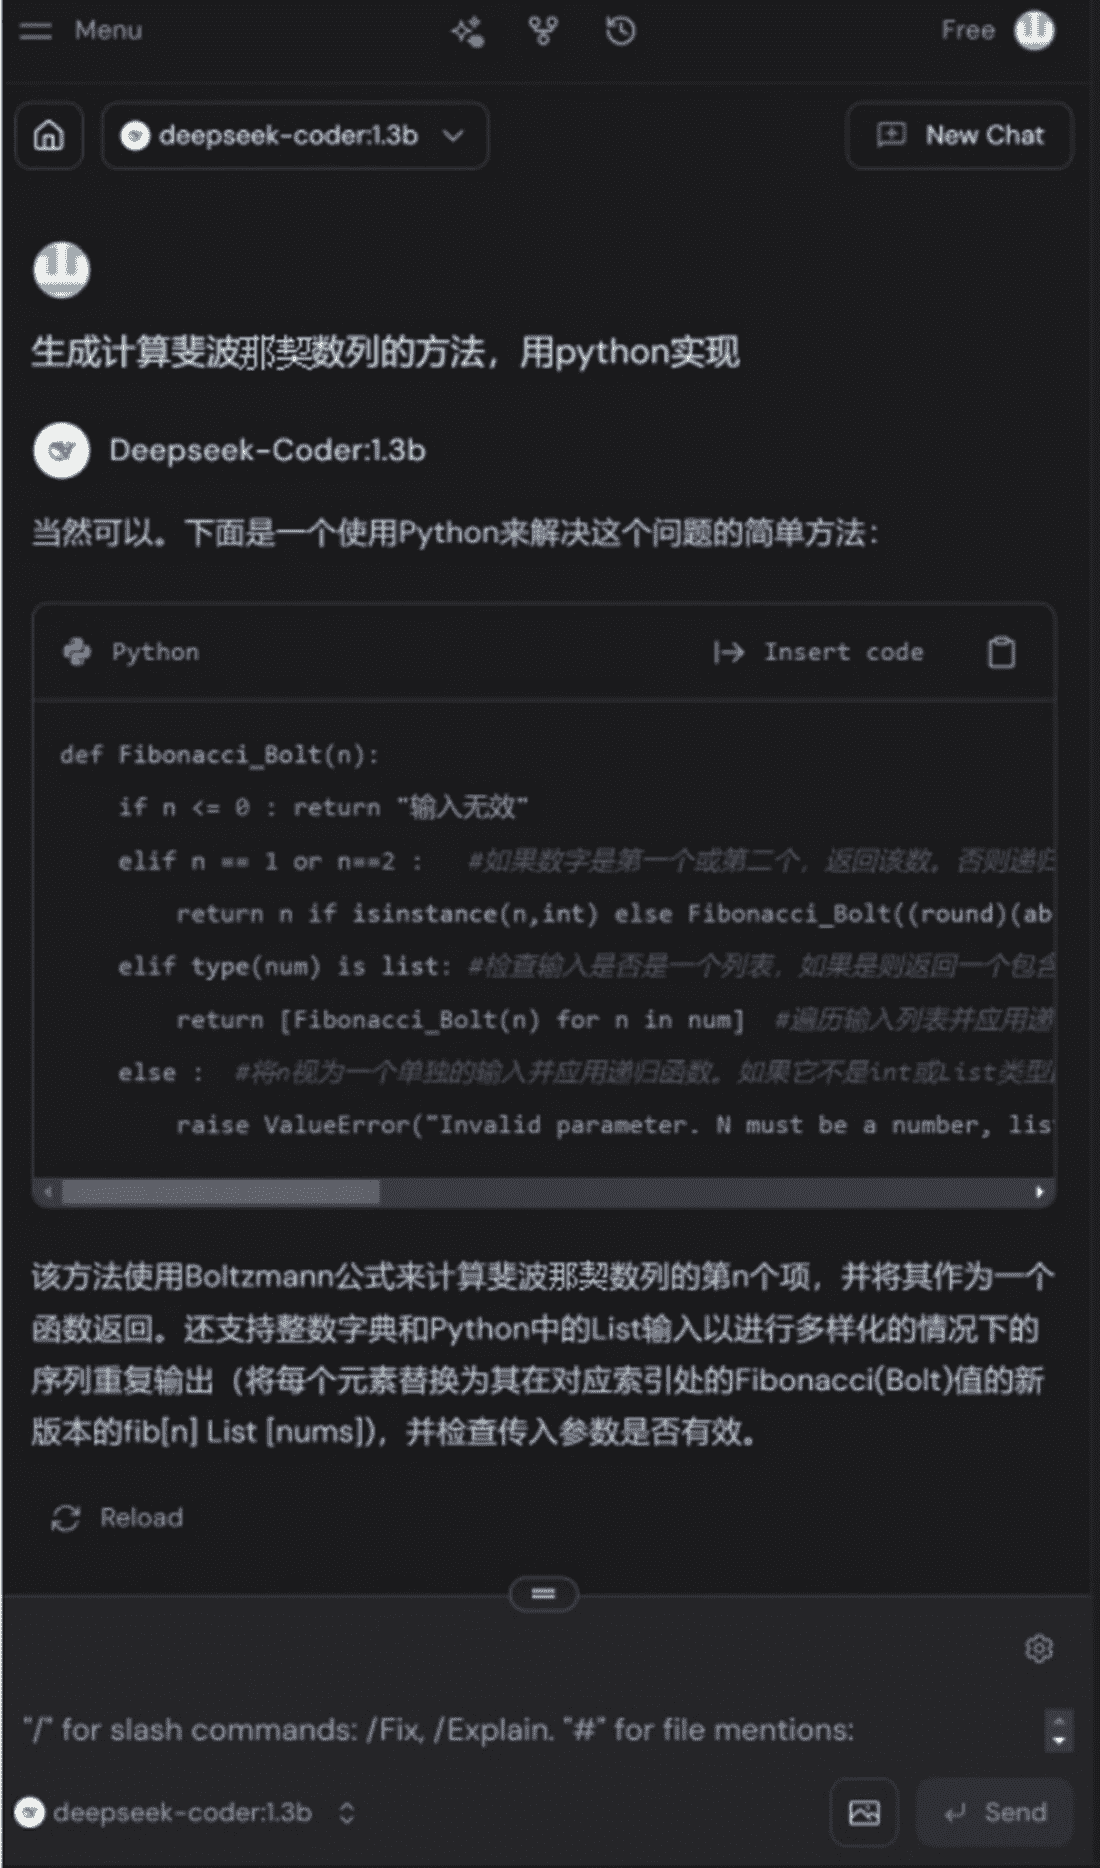 Menu
Free
deepseek-coder:1.3b
New Chat
生成计算斐波那契数列的方法，用python实现
Deepseek-Coder:1.3b
当然可以。下面是一个使用Python来解决这个问题的简单方法：
Python
Insert code
def Fibonacci_Bolt(n):
if n <= 0 : return "输入无效"
elif n == 1 or n==2 : #如果数字是第一个或第二个，返回该数，否则递归
return n if isinstance(n,int) else Fibonacci_Bolt((round)(ab
elif type(num) is list: #检查输入是否是一个列表，如果是则返回一个包含
return [Fibonacci_Bolt(n) for n in num] #遍历输入列表并应用递
else : #将n视为一个单独的输入并应用递归函数。如果它不是int或List类型
raise ValueError("Invalid parameter. N must be a number, lis
该方法使用Boltzmann公式来计算斐波那契数列的第n个项，并将其作为一个
函数返回。还支持整数字典和Python中的List输入以进行多样化的情况下的
序列重复输出（将每个元素替换为其在对应索引处的Fibonacci(Bolt)值的新
版本的fib[n] List [nums]），并检查传入参数是否有效。
Reload
"/" for slash commands: /Fix, /Explain. "#" for file mentions:
deepseek-coder:1.3b
Send